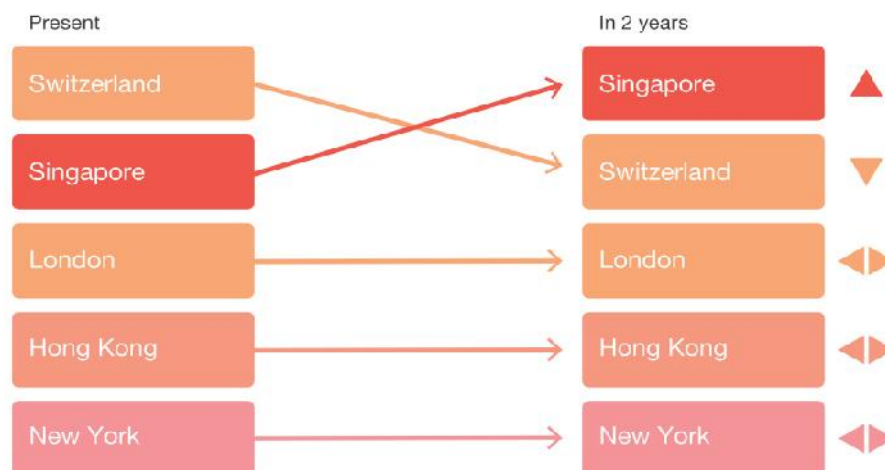 Present
In 2 years
Switzerland
Singapore
Singapore
Switzerland
London
London
Hong Kong
Hong Kong
New York
New York